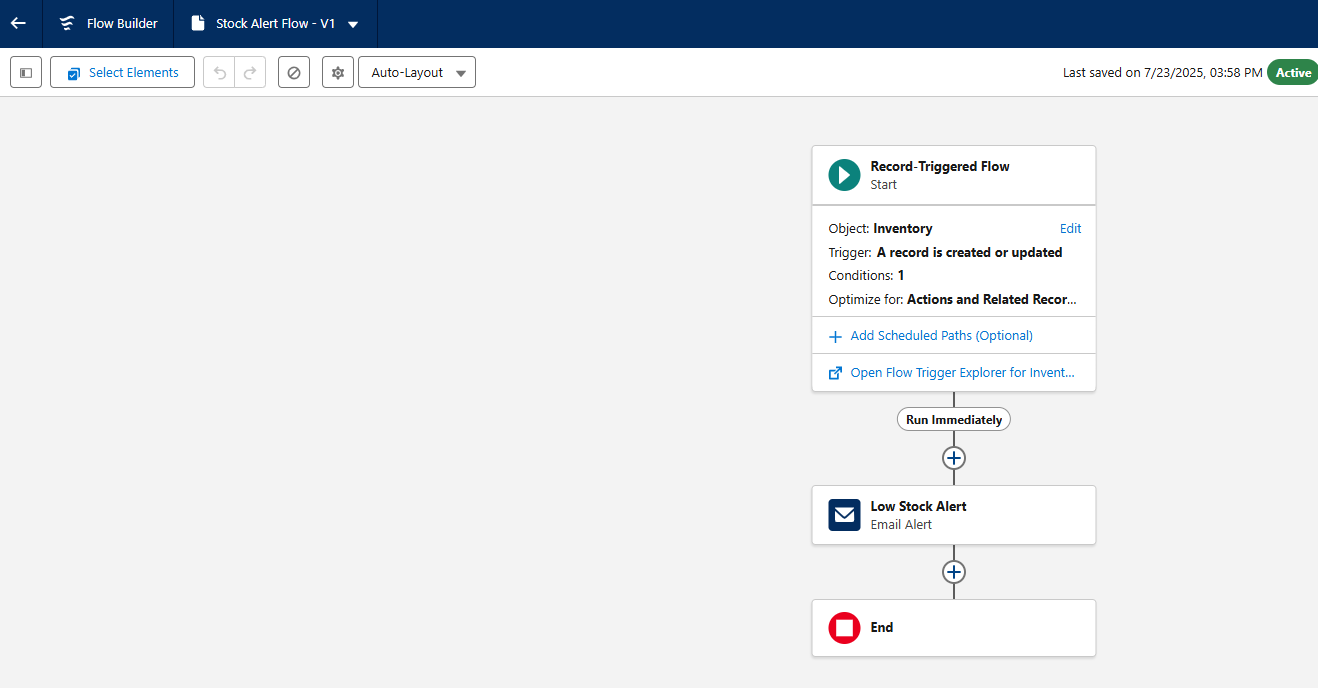 Flow Builder
Stock Alert Flow - V1
Select Elements
Auto-Layout
Last saved on 7/23/2025, 03:58 PM
Active
Record-Triggered Flow
Start
Object: Inventory
Edit
Trigger: A record is created or updated
Conditions: 1
Optimize for: Actions and Related Recor...
Add Scheduled Paths (Optional)
Open Flow Trigger Explorer for Invent...
Run Immediately
Low Stock Alert
Email Alert
End